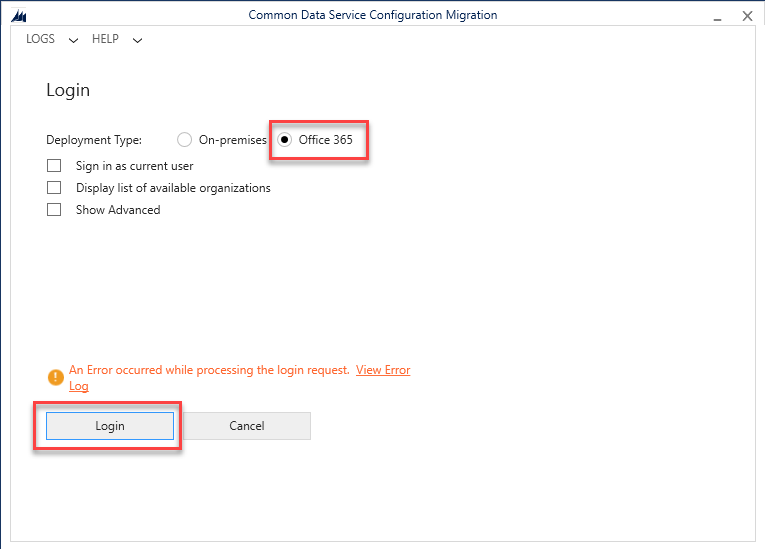 Common Data Service Configuration Migration
LOGS HELP
Login
Deployment Type: On-premises Office 365
Sign in as current user
Display list of available organizations
Show Advanced
An Error occurred while processing the login request. View Error
Log
Login Cancel